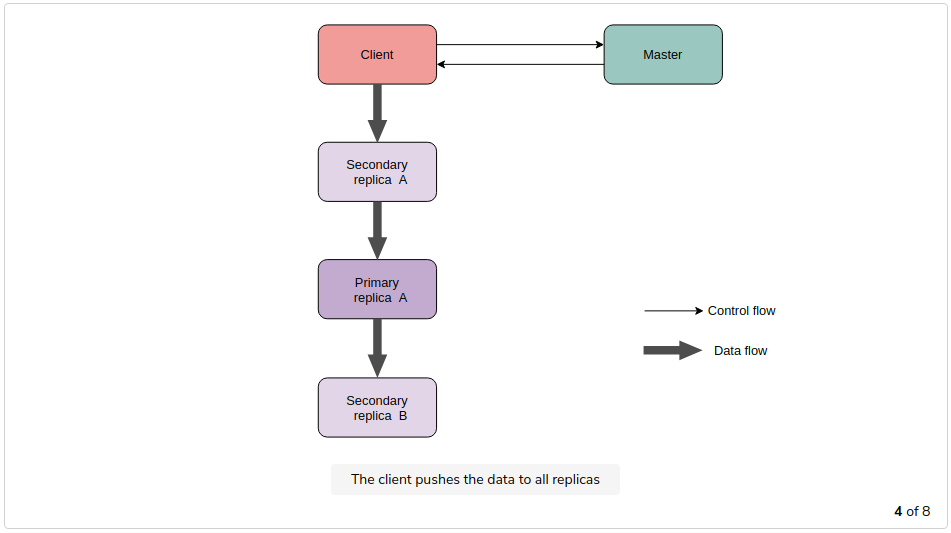 Client
Master
Secondary
replica A
Primary
replica A
Control flow
Data flow
Secondary
replica B
The client pushes the data to all replicas
4 of 8